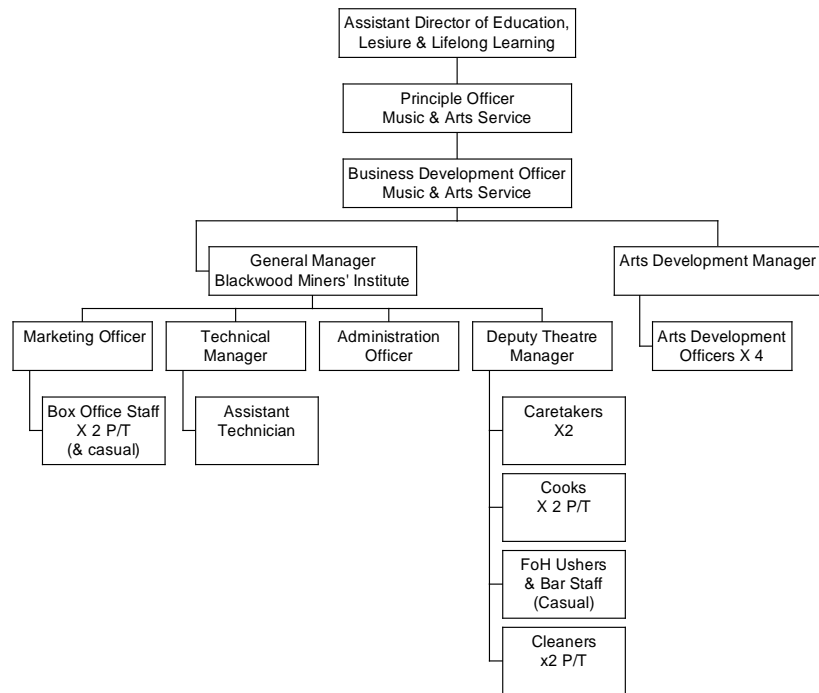 Assistant Director of Education,
Lesiure & Lifelong Learning
Principle Officer
Music & Arts Service
Business Development Officer
Music & Arts Service
General Manager
Blackwood Miners' Institute
Arts Development Manager
Marketing Officer
Technical
Manager
Administration
Officer
Deputy Theatre
Manager
Arts Development
Officers X 4
Box Office Staff
X 2 P/T
(& casual)
Assistant
Technician
Caretakers
X2
Cooks
X 2 P/T
FoH Ushers
& Bar Staff
(Casual)
Cleaners
x2 P/T